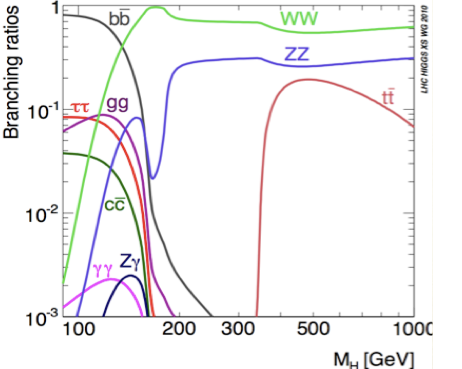 Branching ratios
LHC HIGGS XS WG 2010
1
bb̄
WW
ZZ
ττ
gg
tt̄
10⁻¹
cc̄
10⁻²
γγ
Zγ
10⁻³
100
200
300
500
1000
M_H [GeV]